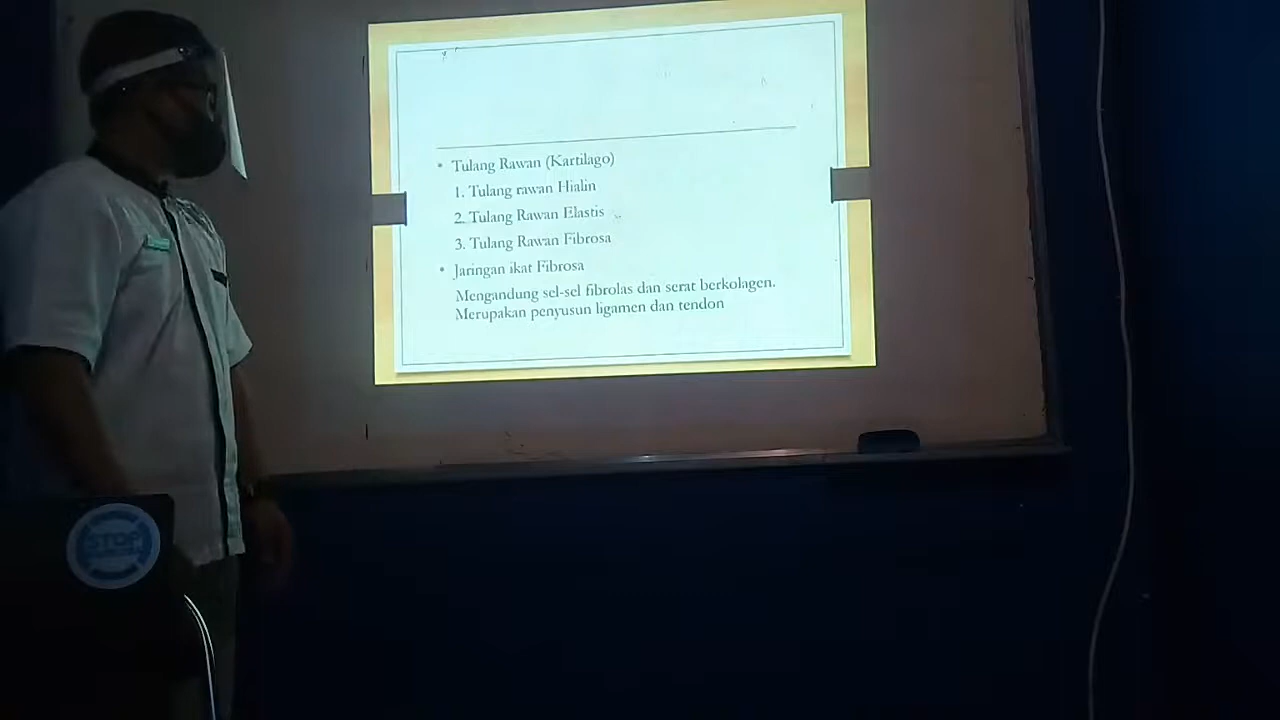 • Tulang Rawan (Kartilago)
1. Tulang rawan Hialin
2. Tulang Rawan Elastis
3. Tulang Rawan Fibrosa
• Jaringan ikat Fibrosa
Mengandung sel-sel fibrolas dan serat berkolagen.
Merupakan penyusun ligamen dan tendon
STOP